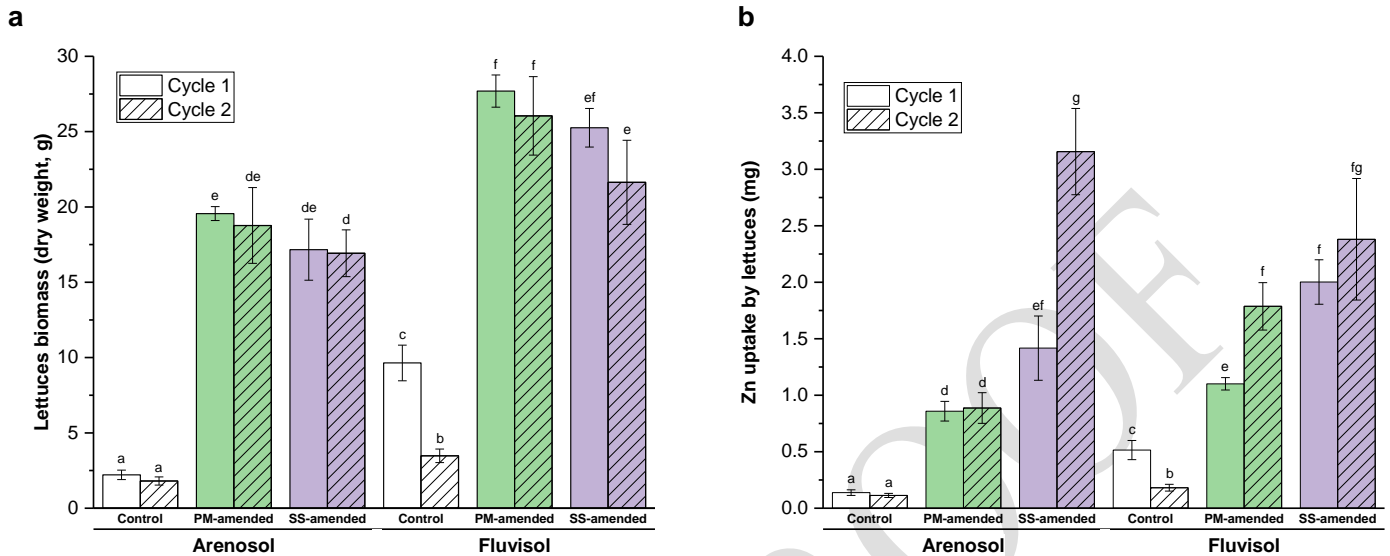 a
30
25
20
15
10
5
0
Lettuces biomass (dry weight, g)
Cycle 1
Cycle 2
a
a
e
de
de
d
c
b
f
f
ef
e
Control PM-amended SS-amended Control PM-amended SS-amended
Arenosol Fluvisol
b
4.0
3.5
3.0
2.5
2.0
1.5
1.0
0.5
0.0
Zn uptake by lettuces (mg)
Cycle 1
Cycle 2
a
a
d
d
ef
g
c
b
e
f
f
fg
Control PM-amended SS-amended Control PM-amended SS-amended
Arenosol Fluvisol